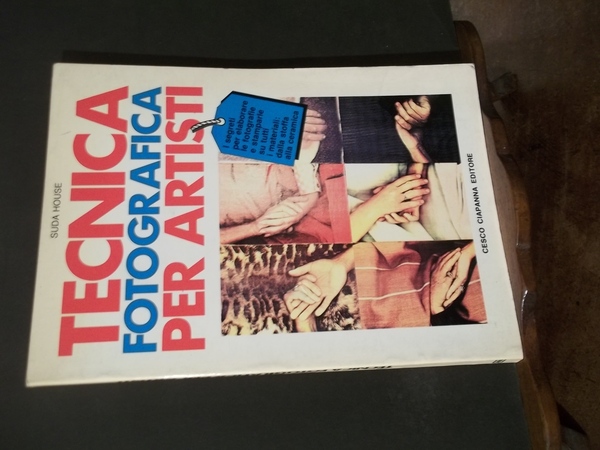 SUDA HOUSE
TECNICA
FOTOGRAFICA
PER ARTISTI
I segreti
per elaborare
le fotografie
e stamparle
su tutti
i materiali:
dalla stoffa
alla ceramica
CESCO CIAPANNA EDITORE